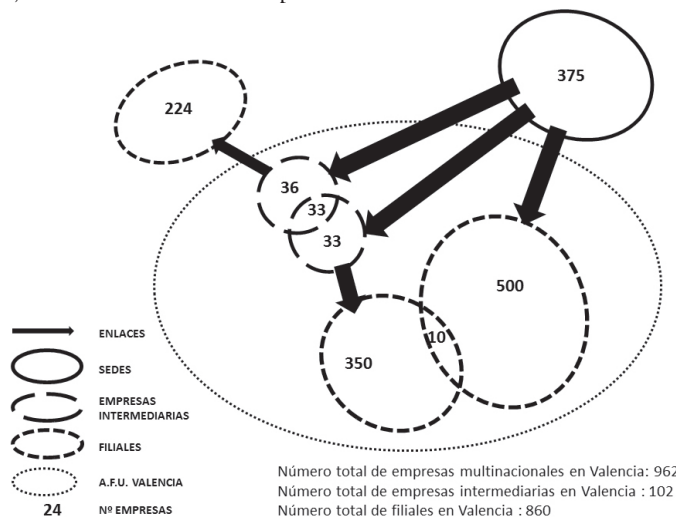 375
224
36
33
33
500
10
350
ENLACES
SEDES
EMPRESAS
INTERMEDIARIAS
FILIALES
A.F.U. VALENCIA
24 Nº EMPRESAS
Número total de empresas multinacionales en Valencia: 962
Número total de empresas intermediarias en Valencia : 102
Número total de filiales en Valencia : 860